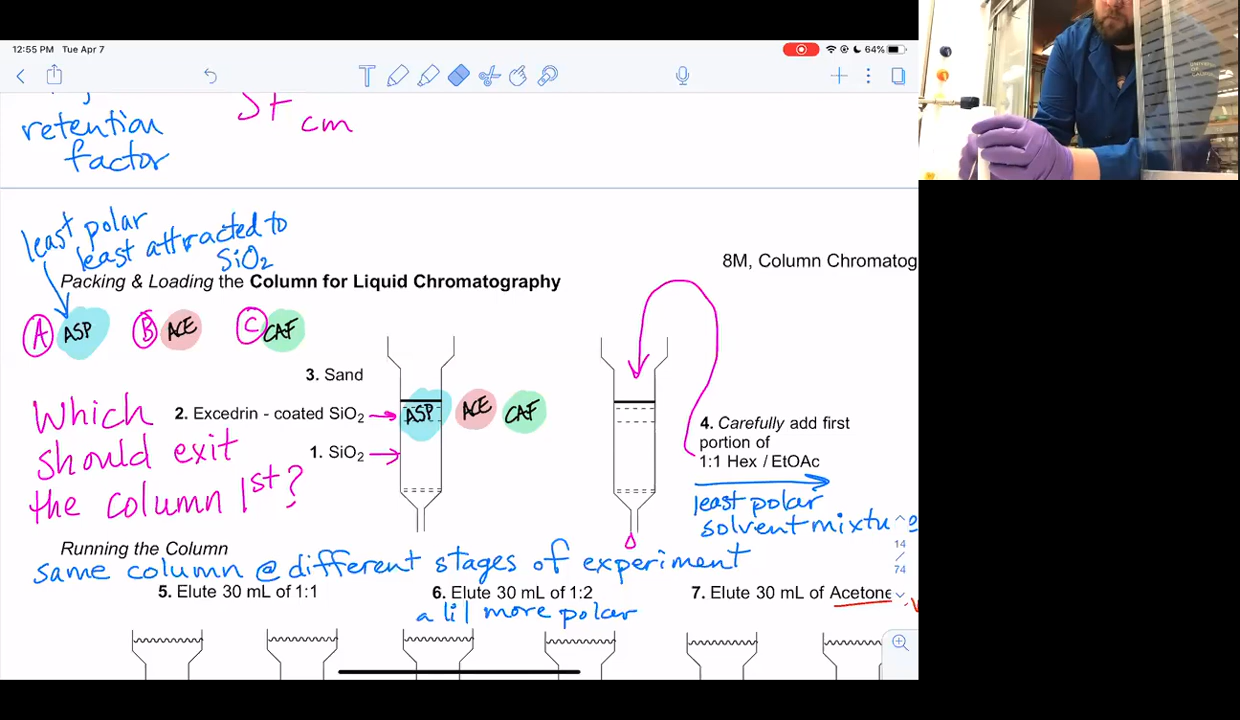 12:55 PM Tue Apr 7
64%
T
retention
factor
cm
least polar
least attracted to
SiO2
Packing & Loading the Column for Liquid Chromatography
8M, Column Chromatog
A ASP B ACE C CAF
3. Sand
Which
should exit
the column 1st?
2. Excedrin - coated SiO2
ASP ACE CAF
1. SiO2
4. Carefully add first
portion of
1:1 Hex / EtOAc
least polar
solvent mixtu
14
/
74
Running the Column
same column @ different stages of experiment
5. Elute 30 mL of 1:1
6. Elute 30 mL of 1:2
7. Elute 30 mL of Acetone
a lil more polar